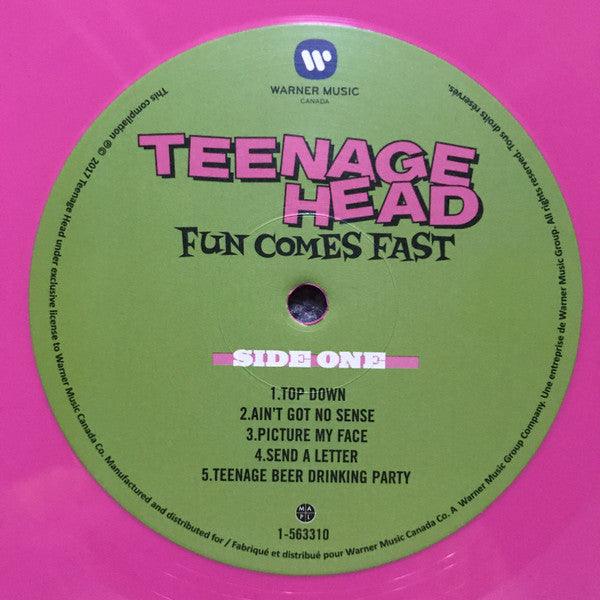 WARNER MUSIC
CANADA
TEENAGE
HEAD
FUN COMES FAST
SIDE ONE
1.TOP DOWN
2.AIN'T GOT NO SENSE
3.PICTURE MY FACE
4.SEND A LETTER
5.TEENAGE BEER DRINKING PARTY
MAPL
1-563310
This compilation ℗© 2017 Teenage Head under exclusive license to Warner Music Canada Co. Manufactured and distributed for / Fabriqué et distribué pour Warner Music Canada Co. A Warner Music Group Company. Une entreprise de Warner Music Group. All rights reserved. Tous droits réservés.